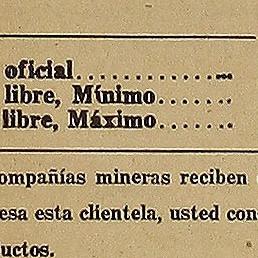 oficial...............
libre, Mínimo.......
libre, Máximo.......
ompañías mineras reciben
esa esta clientela, usted con
uctos.